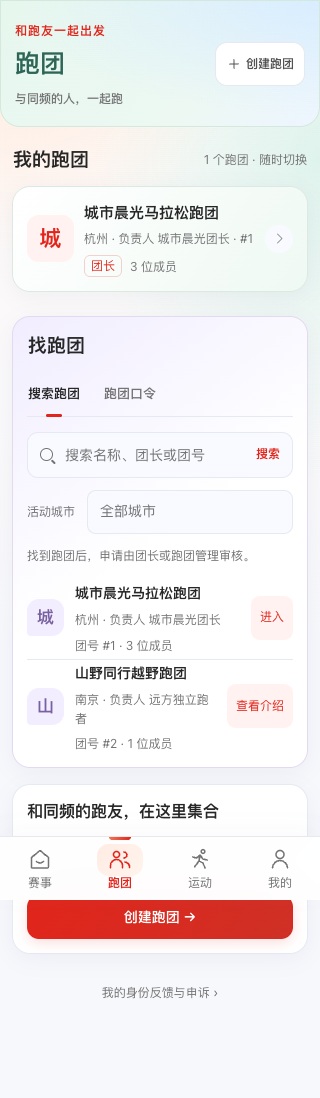 和跑友一起出发
跑团
+ 创建跑团
与同频的人，一起跑
我的跑团
1 个跑团 · 随时切换
城
城市晨光马拉松跑团
杭州 · 负责人 城市晨光团长 · #1
团长
3 位成员
找跑团
搜索跑团
跑团口令
搜索名称、团长或团号
搜索
活动城市
全部城市
找到跑团后，申请由团长或跑团管理审核。
城
城市晨光马拉松跑团
杭州 · 负责人 城市晨光团长
团号 #1 · 3 位成员
进入
山
山野同行越野跑团
南京 · 负责人 远方独立跑
者
团号 #2 · 1 位成员
查看介绍
和同频的跑友，在这里集合
赛事
跑团
运动
我的
创建跑团 →
我的身份反馈与申诉 ›